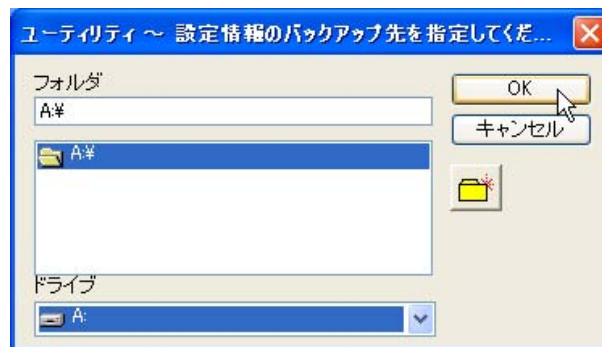 ユーティリティ ～ 設定情報のバックアップ先を指定してくだ...
フォルダ
A:¥
OK
キャンセル
A:¥
ドライブ
A: